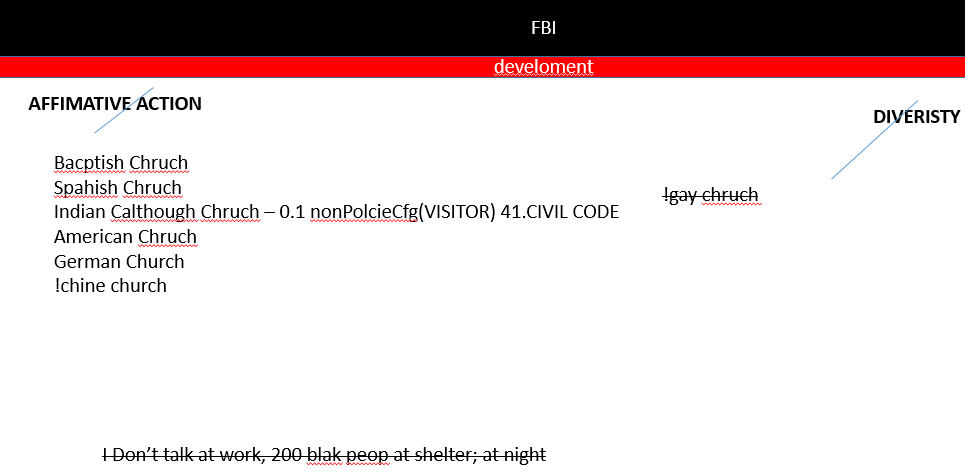 FBI
develoment
AFFIMATIVE ACTION
DIVERISTY
Bacptish Chruch
Spahish Chruch
!gay chruch
Indian Calthough Chruch – 0.1 nonPolcieCfg(VISITOR) 41.CIVIL CODE
American Chruch
German Church
!chine church
I Don’t talk at work, 200 blak peop at shelter; at night